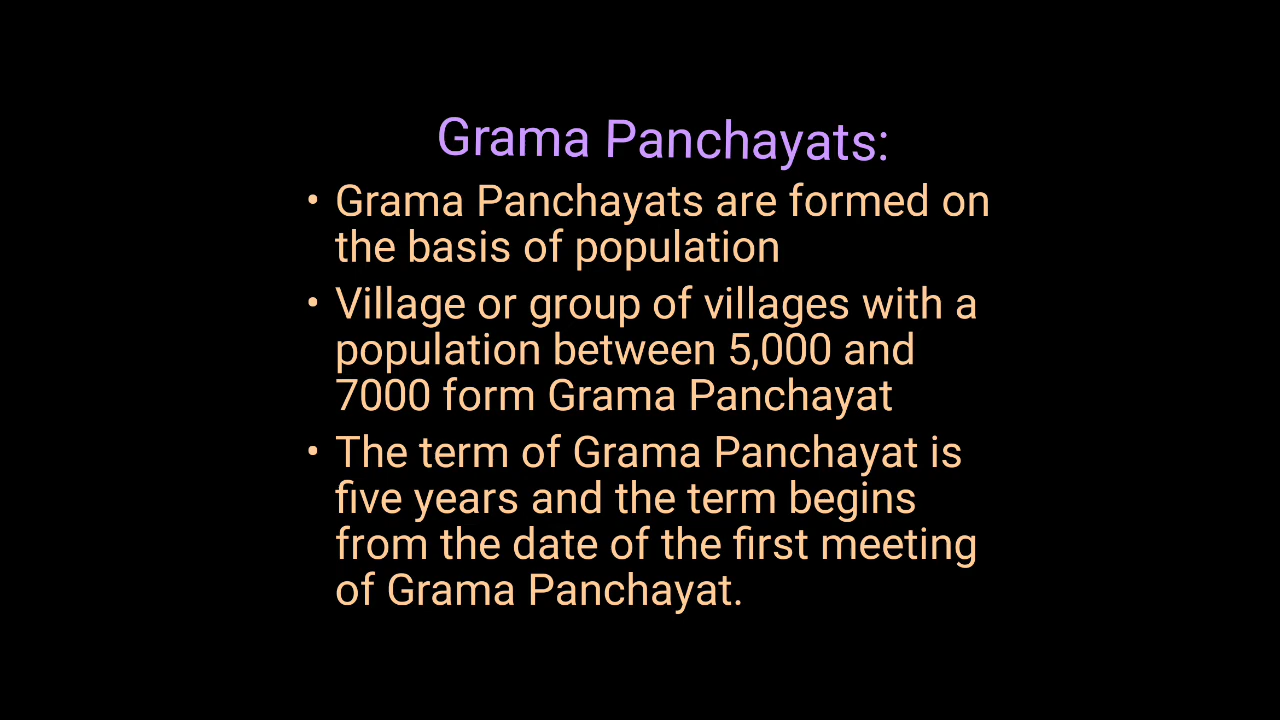 Grama Panchayats:
• Grama Panchayats are formed on
the basis of population
• Village or group of villages with a
population between 5,000 and
7000 form Grama Panchayat
• The term of Grama Panchayat is
five years and the term begins
from the date of the first meeting
of Grama Panchayat.